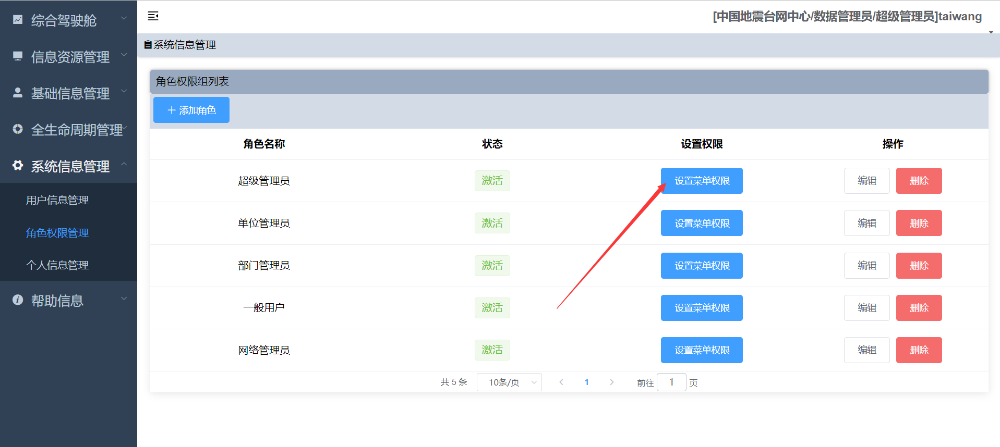 综合驾驶舱
信息资源管理
基础信息管理
全生命周期管理
系统信息管理
用户信息管理
角色权限管理
个人信息管理
帮助信息
[中国地震台网中心/数据管理员/超级管理员]taiwang
系统信息管理
角色权限组列表
添加角色
角色名称 状态 设置权限 操作
超级管理员 激活 设置菜单权限 编辑 删除
单位管理员 激活 设置菜单权限 编辑 删除
部门管理员 激活 设置菜单权限 编辑 删除
一般用户 激活 设置菜单权限 编辑 删除
网络管理员 激活 设置菜单权限 编辑 删除
共 5 条 10条/页 1 前往 1 页